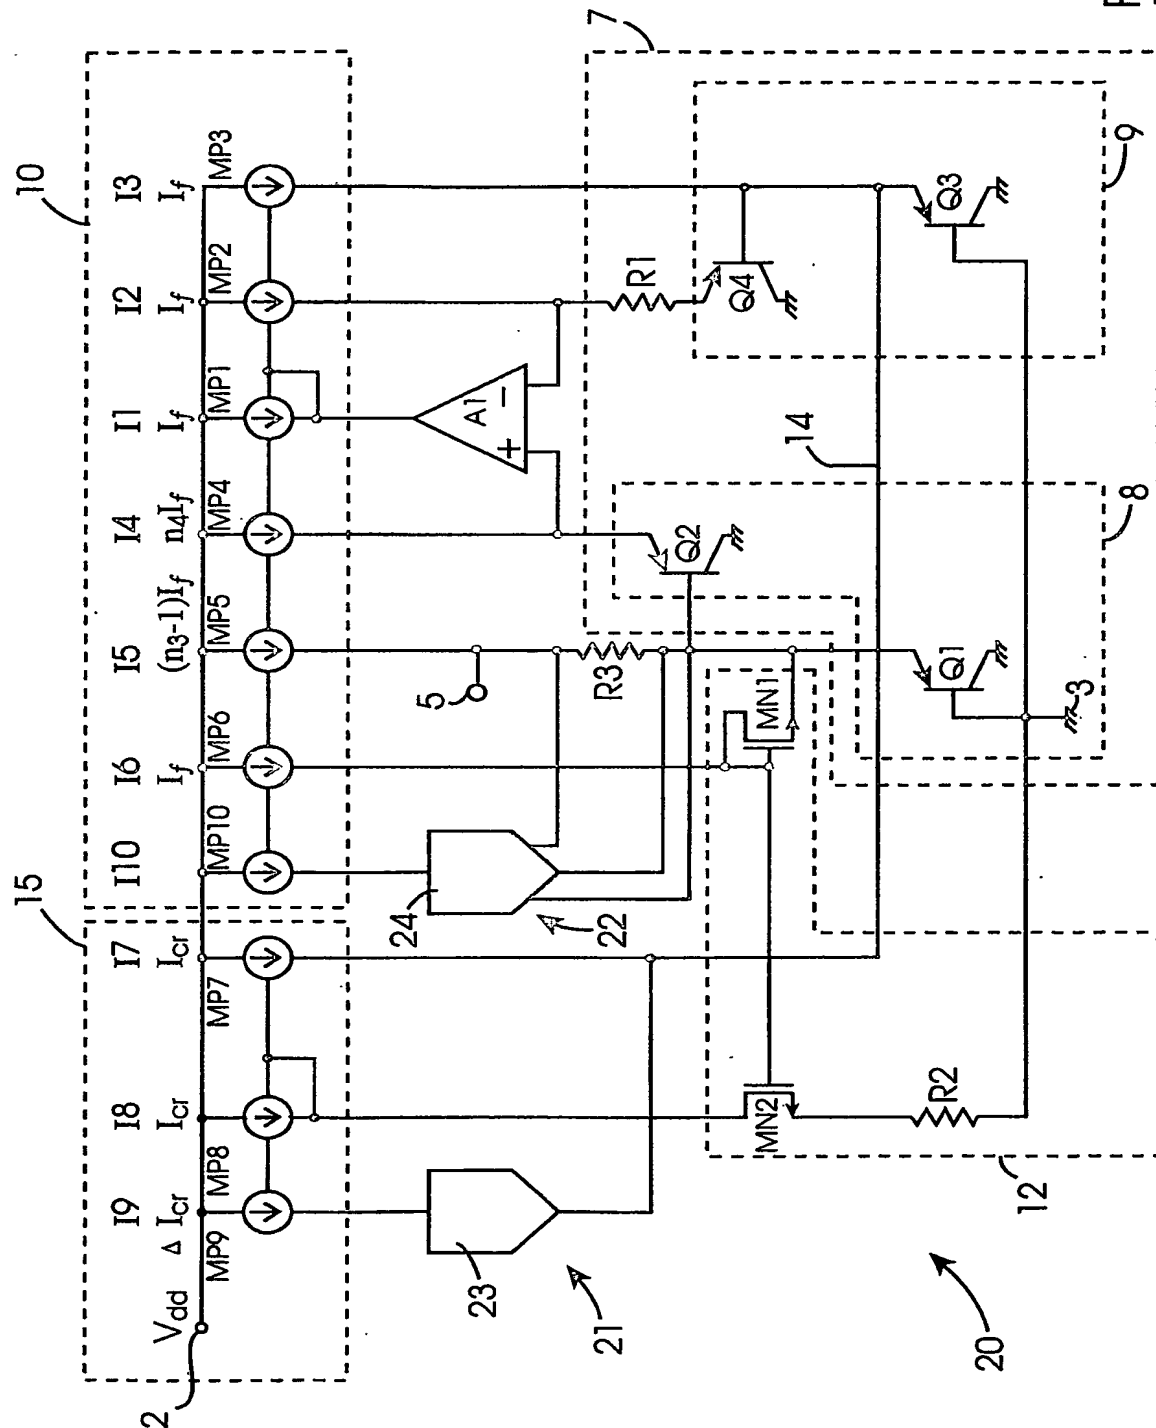 10
15
I9 I8 I7 I10 I6 I5 I4 I1 I2 I3
Δ Icr Icr Icr If (n3-1)If n4If If If If
Vdd
2
MP9 MP8 MP7 MP10 MP6 MP5 MP4 MP1 MP2 MP3
7
A1
+ −
5
23
24
21
22
R3
R1
Q2
Q4
MN1
MN2
14
Q1
Q3
R2
3
12
8
9
20